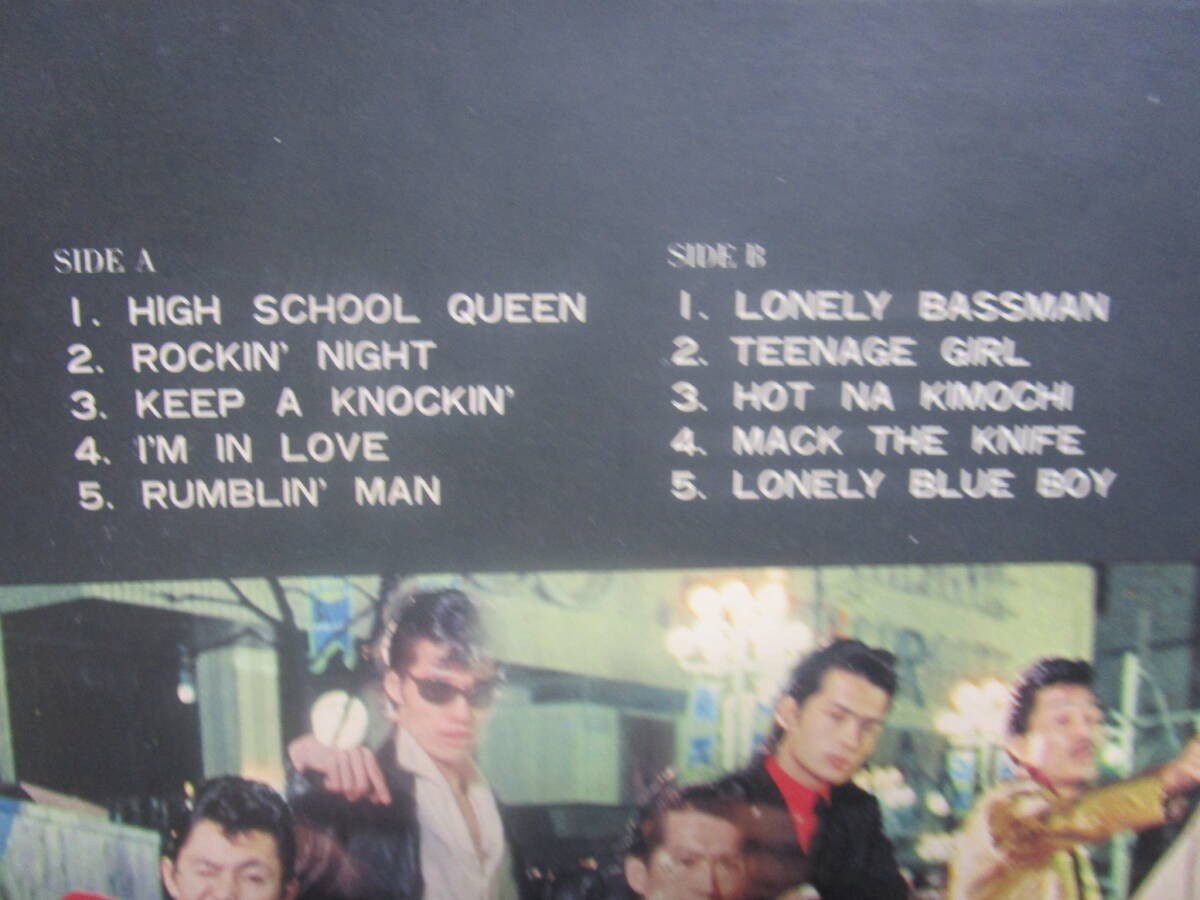 SIDE A
1. HIGH SCHOOL QUEEN
2. ROCKIN' NIGHT
3. KEEP A KNOCKIN'
4. I'M IN LOVE
5. RUMBLIN' MAN
SIDE B
1. LONELY BASSMAN
2. TEENAGE GIRL
3. HOT NA KIMOCHI
4. MACK THE KNIFE
5. LONELY BLUE BOY